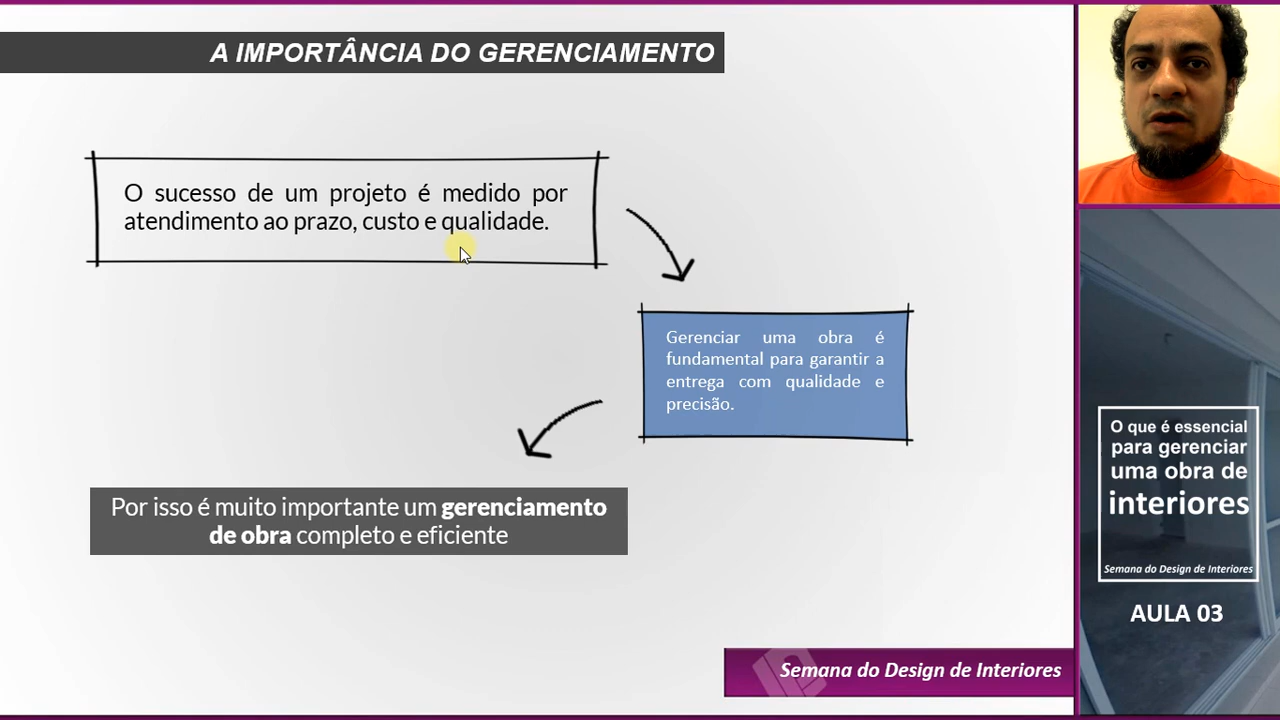 A IMPORTÂNCIA DO GERENCIAMENTO
O sucesso de um projeto é medido por
atendimento ao prazo, custo e qualidade.
Gerenciar uma obra é
fundamental para garantir a
entrega com qualidade e
precisão.
Por isso é muito importante um gerenciamento
de obra completo e eficiente
Semana do Design de Interiores
O que é essencial
para gerenciar
uma obra de
interiores
Semana do Design de Interiores
AULA 03